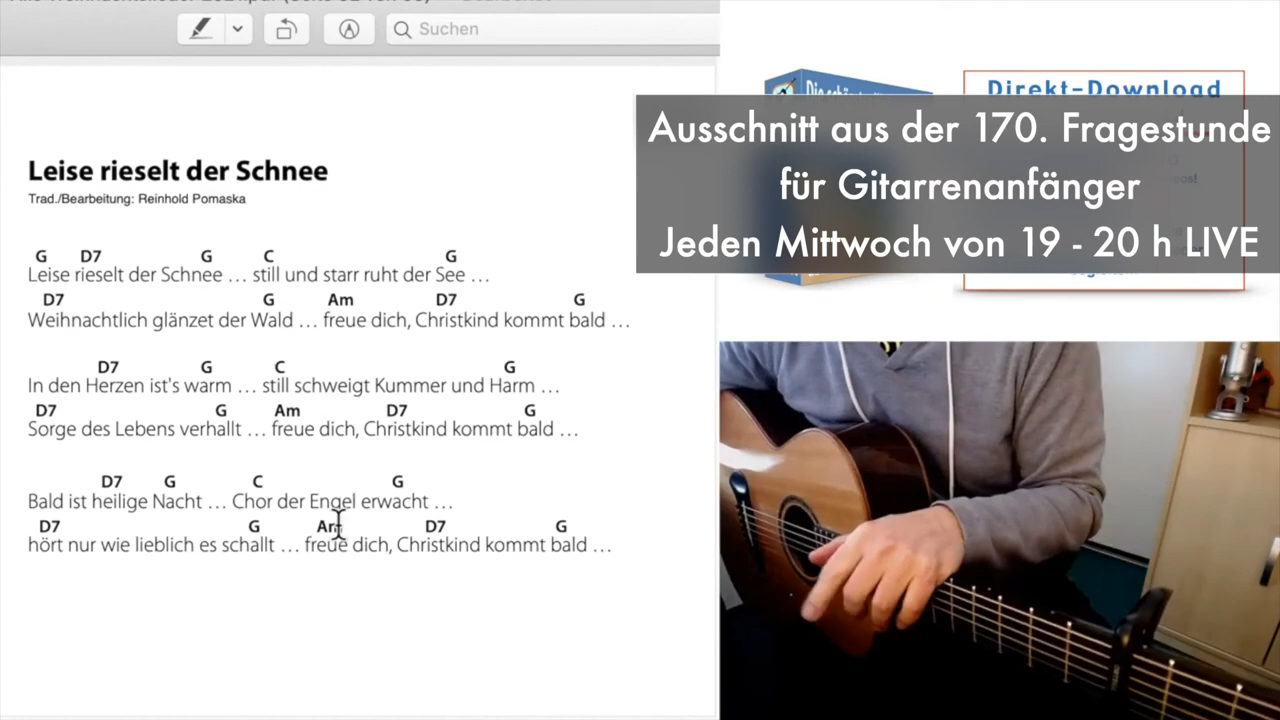 Suchen
Leise rieselt der Schnee
Trad./Bearbeitung: Reinhold Pomaska
G D7 G C G
Leise rieselt der Schnee … still und starr ruht der See …
D7 G Am D7 G
Weihnachtlich glänzet der Wald … freue dich, Christkind kommt bald …
D7 G C G
In den Herzen ist's warm … still schweigt Kummer und Harm …
D7 G Am D7 G
Sorge des Lebens verhallt … freue dich, Christkind kommt bald …
D7 G C G
Bald ist heilige Nacht … Chor der Engel erwacht …
D7 G Am D7 G
hört nur wie lieblich es schallt … freue dich, Christkind kommt bald …
Direkt-Download
Ausschnitt aus der 170. Fragestunde
für Gitarrenanfänger
Jeden Mittwoch von 19 - 20 h LIVE